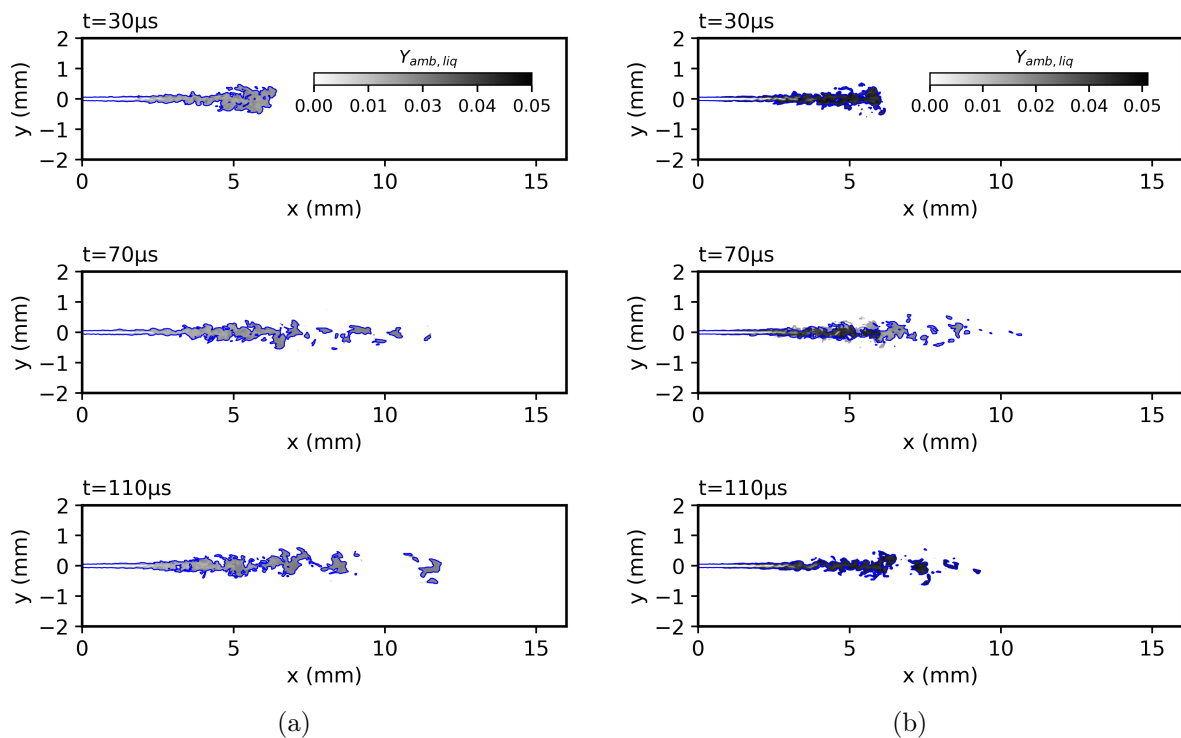 t=30μs
2
1
0
−1
−2
y (mm)
Y_amb, liq
0.00 0.01 0.03 0.04 0.05
0 5 10 15
x (mm)
t=70μs
2
1
0
−1
−2
y (mm)
0 5 10 15
x (mm)
t=110μs
2
1
0
−1
−2
y (mm)
0 5 10 15
x (mm)
(a)
t=30μs
2
1
0
−1
−2
y (mm)
Y_amb, liq
0.00 0.01 0.02 0.04 0.05
0 5 10 15
x (mm)
t=70μs
2
1
0
−1
−2
y (mm)
0 5 10 15
x (mm)
t=110μs
2
1
0
−1
−2
y (mm)
0 5 10 15
x (mm)
(b)